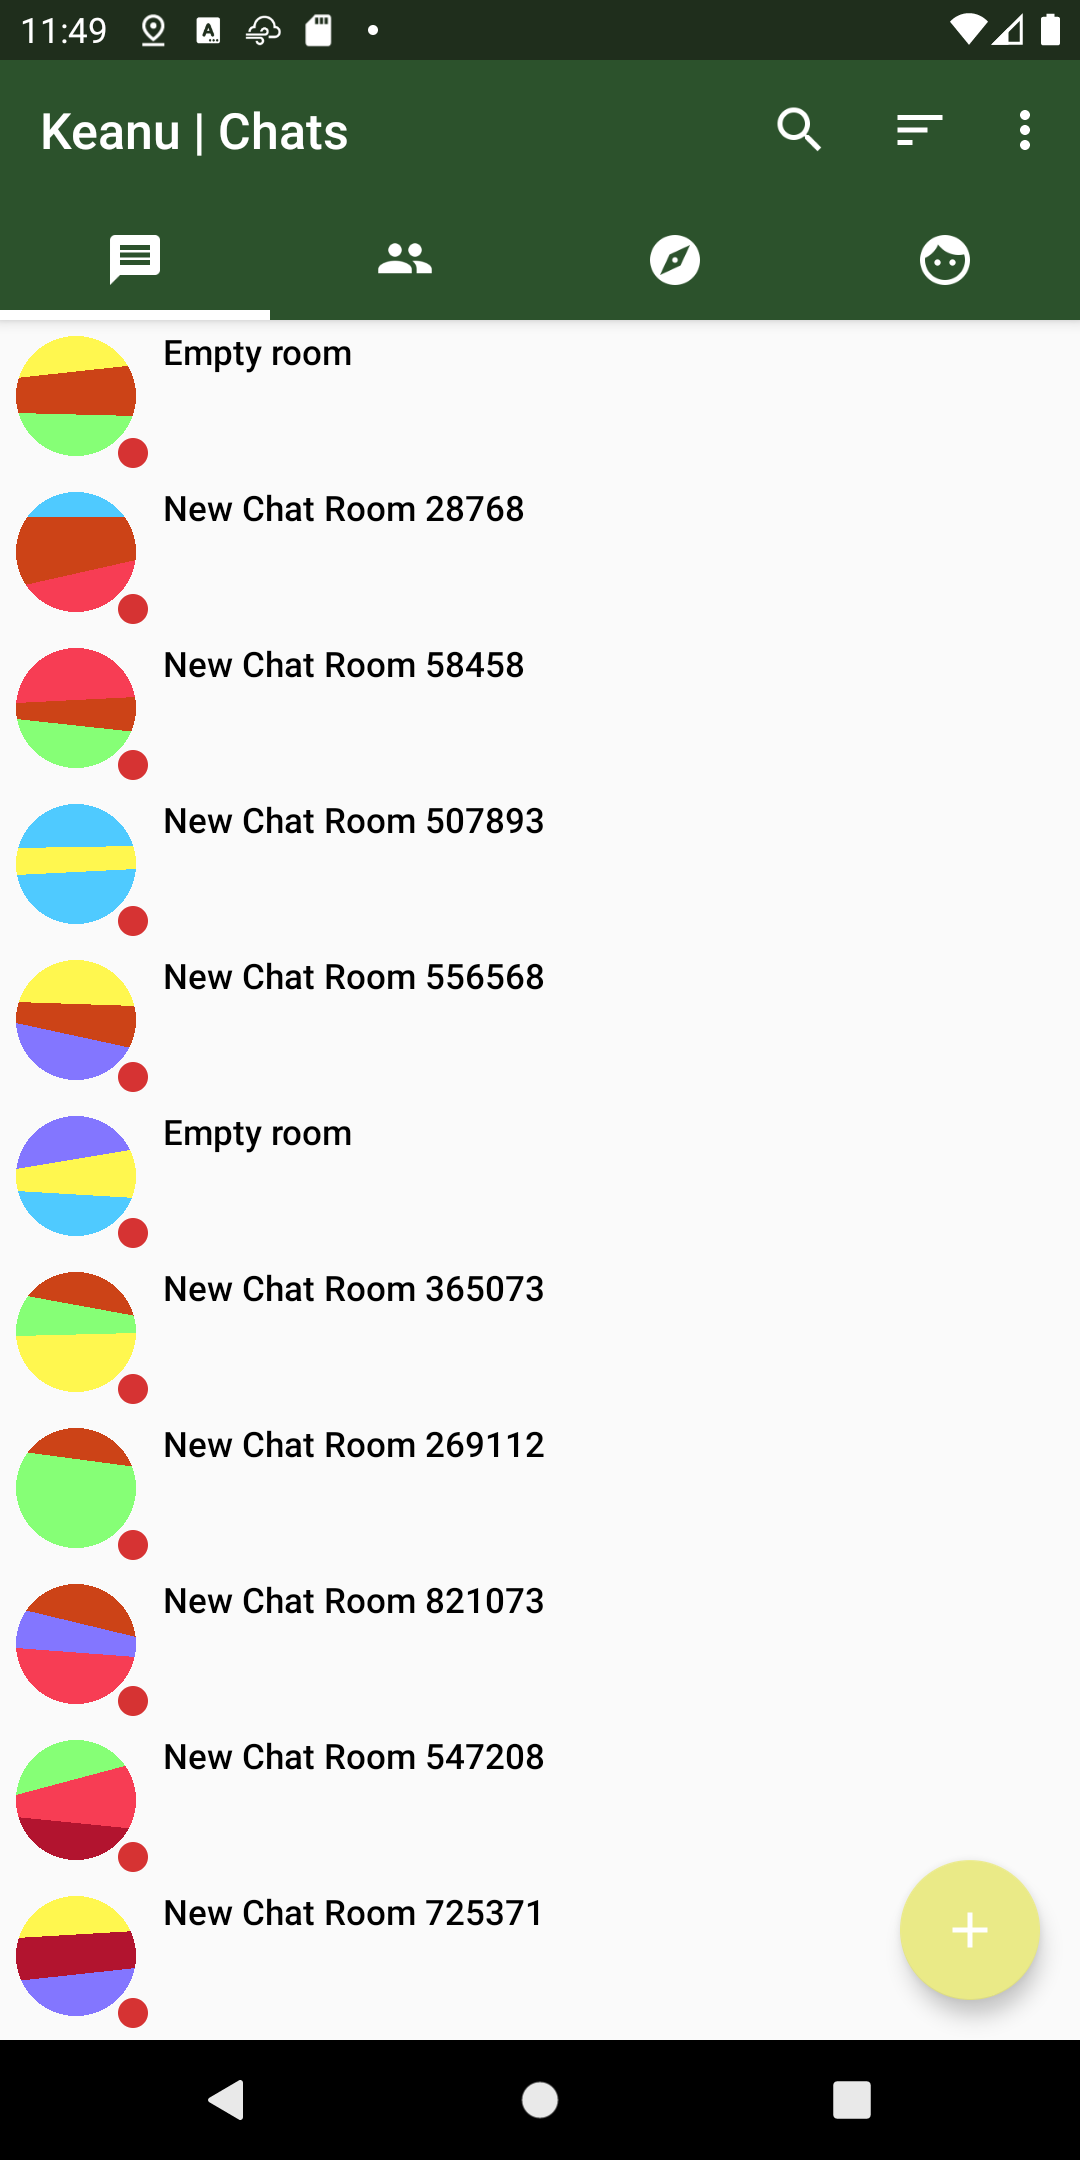 11:49
Keanu | Chats
Empty room
New Chat Room 28768
New Chat Room 58458
New Chat Room 507893
New Chat Room 556568
Empty room
New Chat Room 365073
New Chat Room 269112
New Chat Room 821073
New Chat Room 547208
New Chat Room 725371